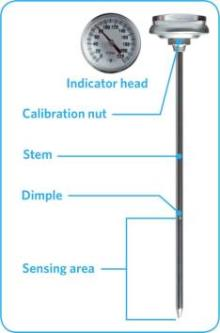 Indicator head
Calibration nut
Stem
Dimple
Sensing area